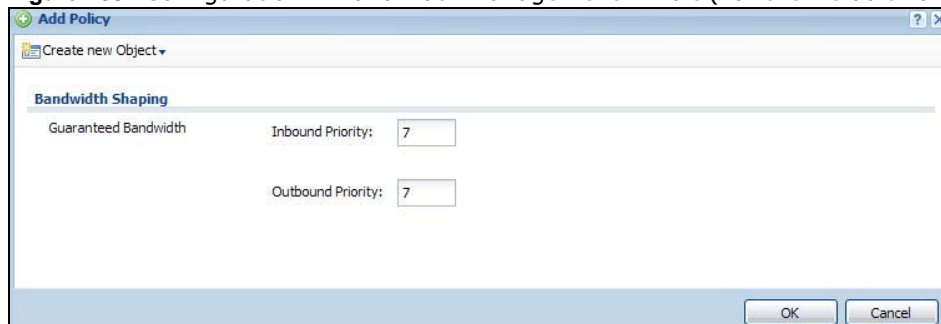 Add Policy
Create new Object
Bandwidth Shaping
Guaranteed Bandwidth Inbound Priority: 7
Outbound Priority: 7
OK Cancel